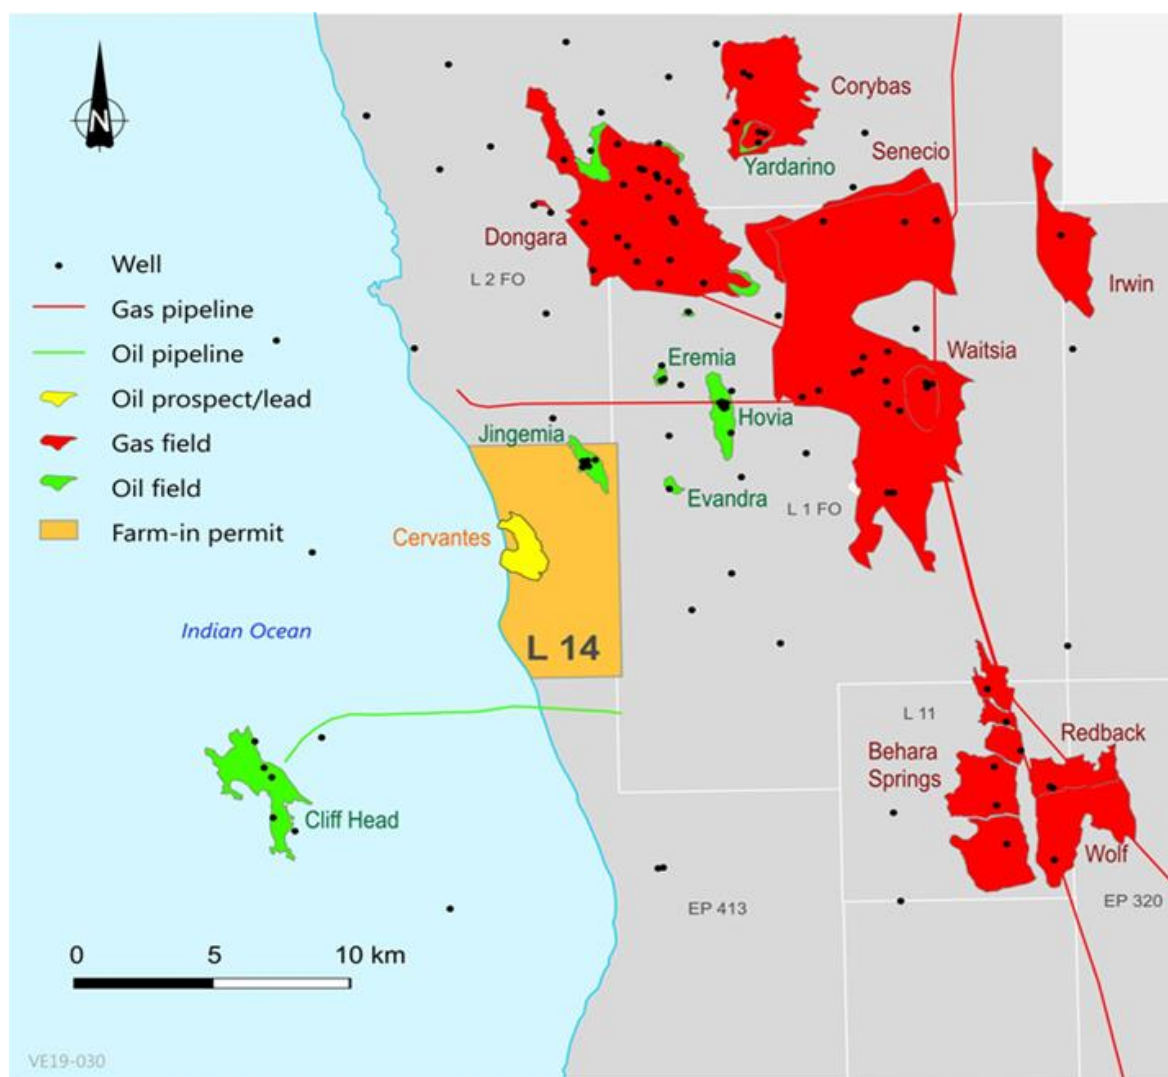 N
Corybas
Senecio
Yardarino
Dongara
L 2 FO
Irwin
Well
Gas pipeline
Oil pipeline
Oil prospect/lead
Gas field
Oil field
Farm-in permit
Eremia
Waitsia
Hovia
Jingemia
Evandra
L 1 FO
Cervantes
Indian Ocean
L 14
L 11
Redback
Behara
Springs
Cliff Head
Wolf
EP 413
EP 320
0 5 10 km
VE19-030